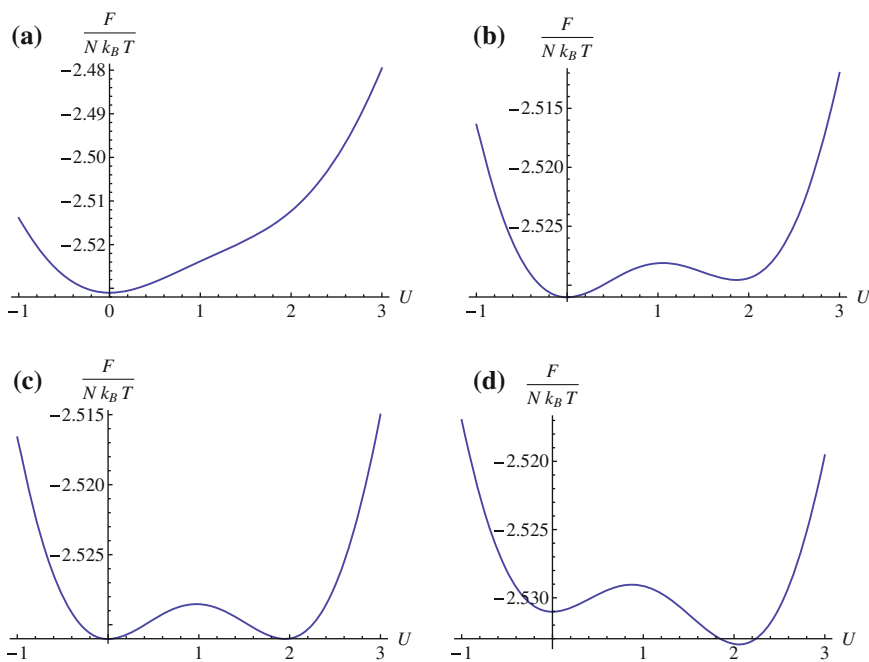 (a)
F
N k_B T
−2.48
−2.49
−2.50
−2.51
−2.52
−1 0 1 2 3 U
(b)
F
N k_B T
−2.515
−2.520
−2.525
−1 1 2 3 U
(c)
F
N k_B T
−2.515
−2.520
−2.525
−1 1 2 3 U
(d)
F
N k_B T
−2.520
−2.525
−2.530
−1 1 2 3 U